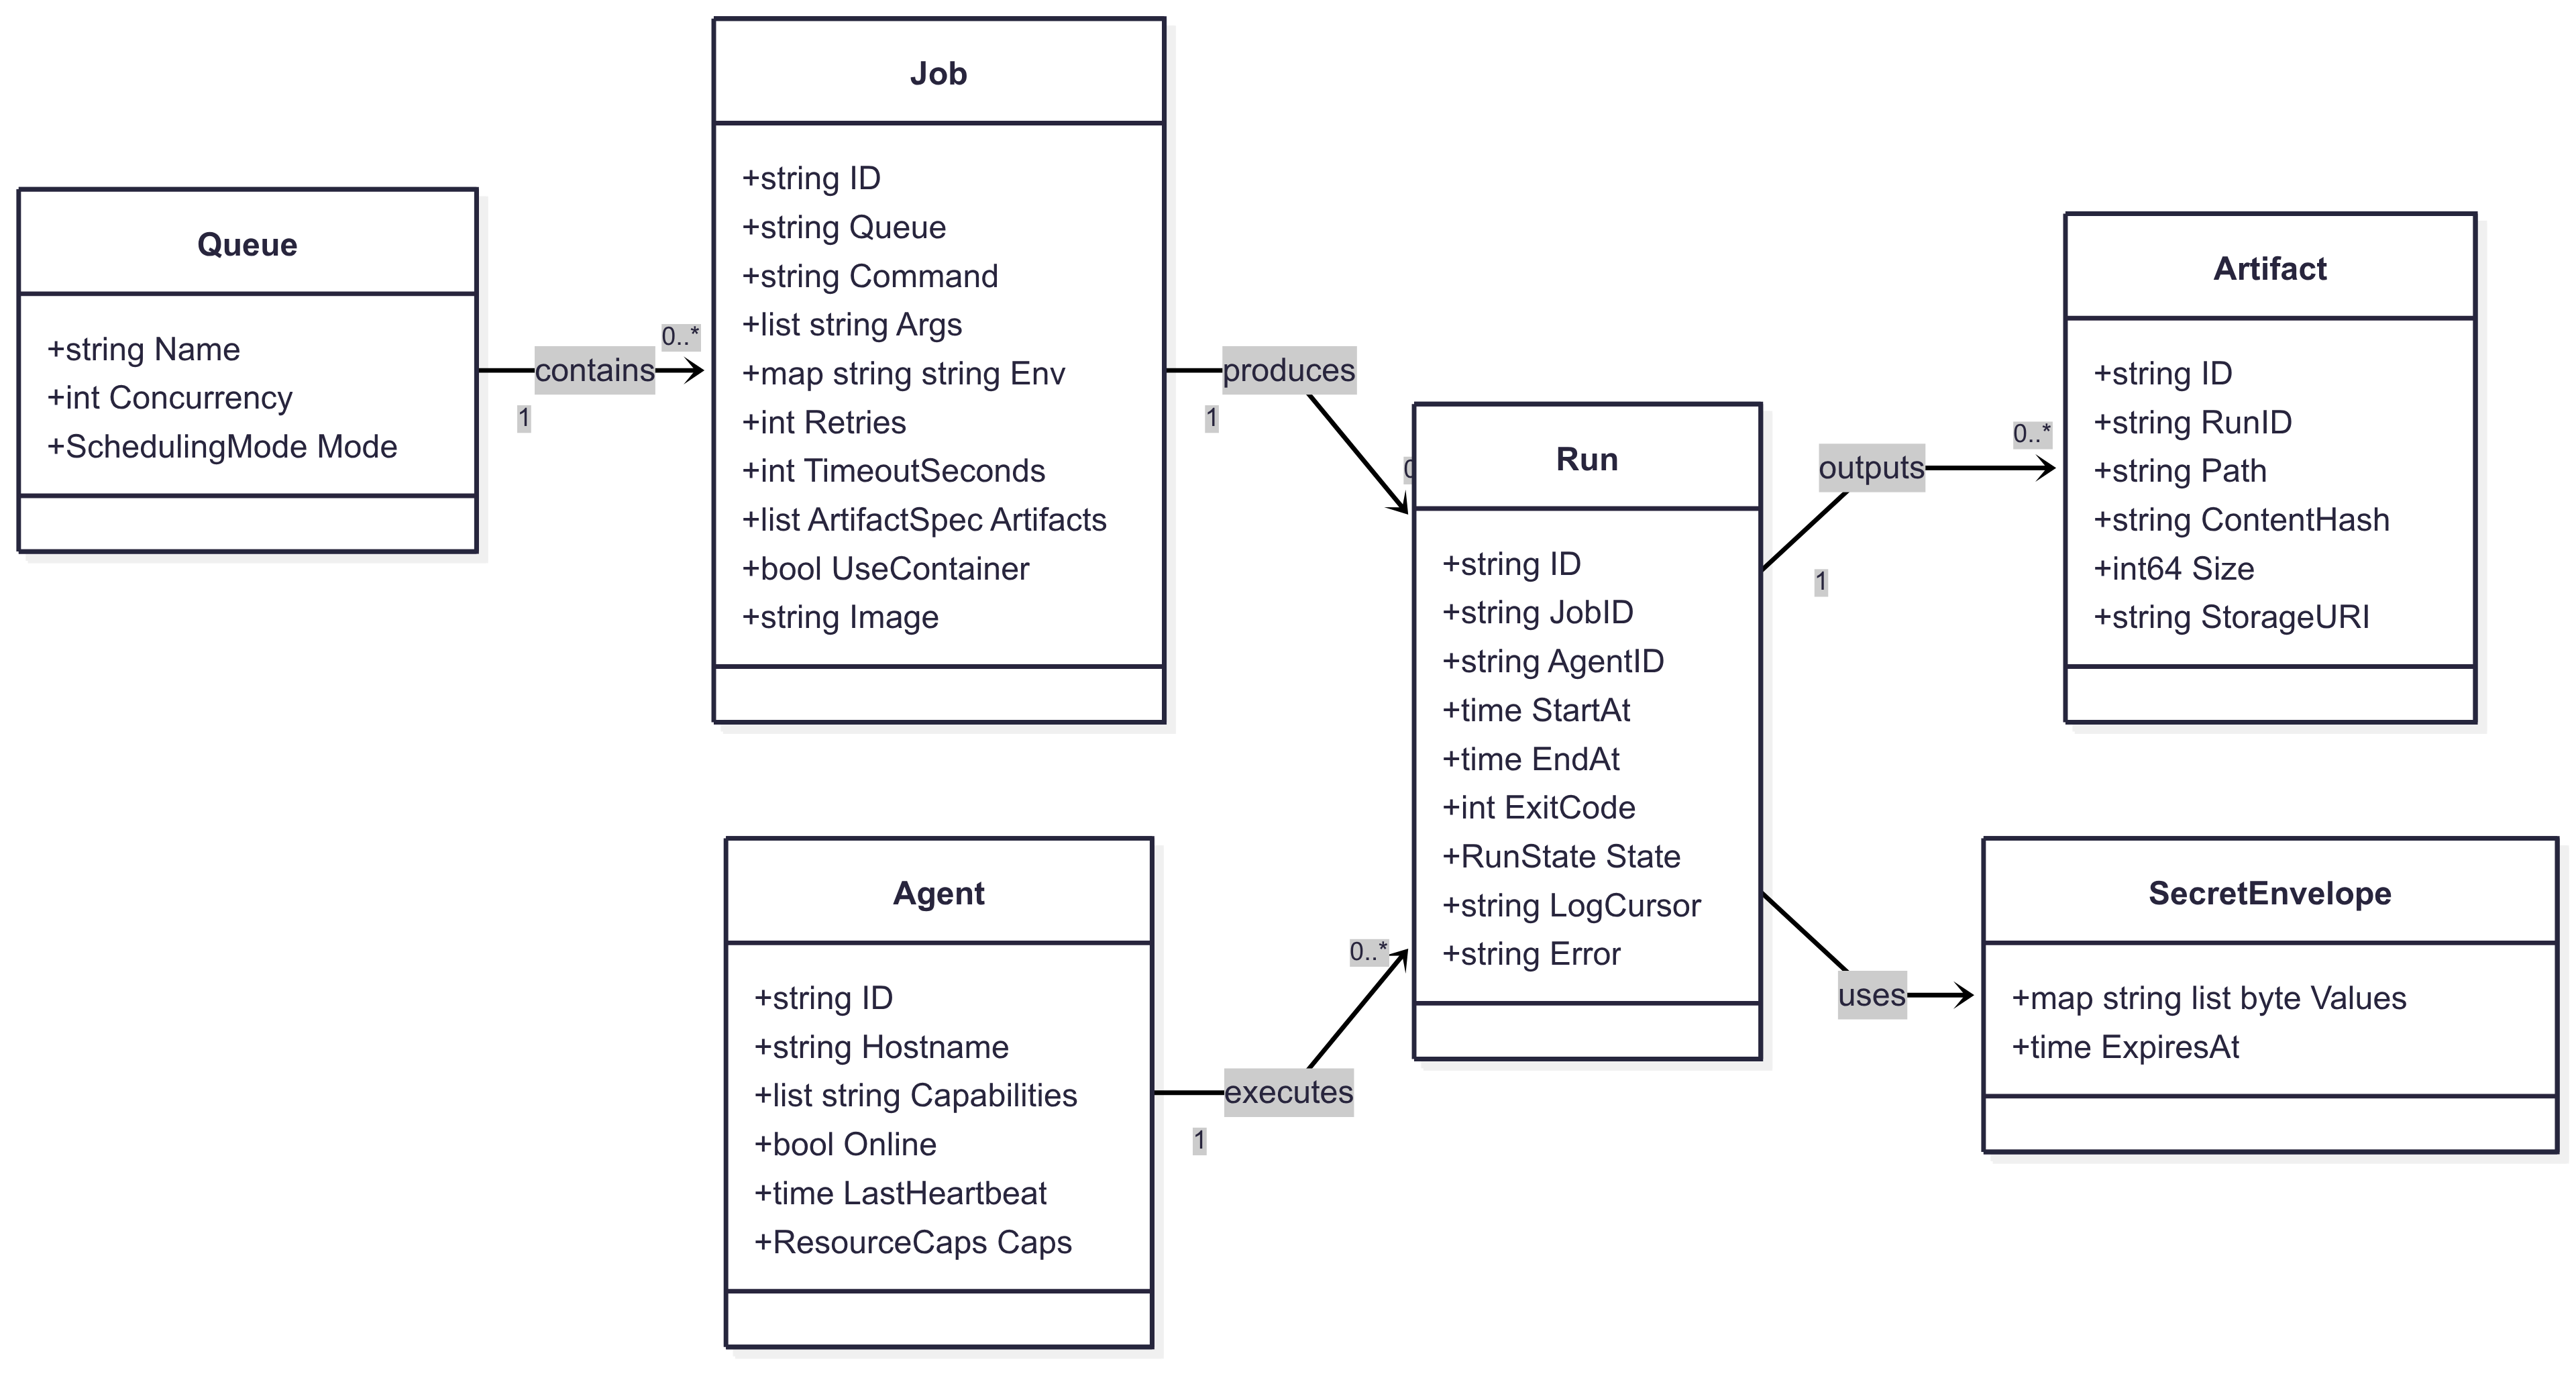 Queue
+string Name
+int Concurrency
+SchedulingMode Mode
contains
1
0..*
Job
+string ID
+string Queue
+string Command
+list string Args
+map string string Env
+int Retries
+int TimeoutSeconds
+list ArtifactSpec Artifacts
+bool UseContainer
+string Image
produces
1
Agent
+string ID
+string Hostname
+list string Capabilities
+bool Online
+time LastHeartbeat
+ResourceCaps Caps
executes
1
0..*
Run
+string ID
+string JobID
+string AgentID
+time StartAt
+time EndAt
+int ExitCode
+RunState State
+string LogCursor
+string Error
outputs
1
0..*
Artifact
+string ID
+string RunID
+string Path
+string ContentHash
+int64 Size
+string StorageURI
uses
SecretEnvelope
+map string list byte Values
+time ExpiresAt